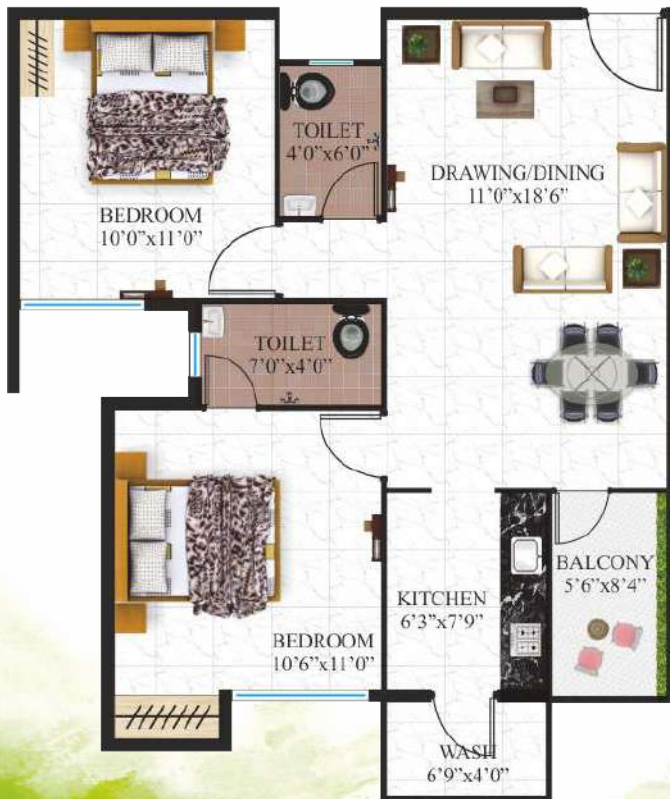 TOILET
4'0"x6'0"
DRAWING/DINING
11'0"x18'6"
BEDROOM
10'0"x11'0"
TOILET
7'0"x4'0"
BALCONY
5'6"x8'4"
KITCHEN
6'3"x7'9"
BEDROOM
10'6"x11'0"
WASH
6'9"x4'0"